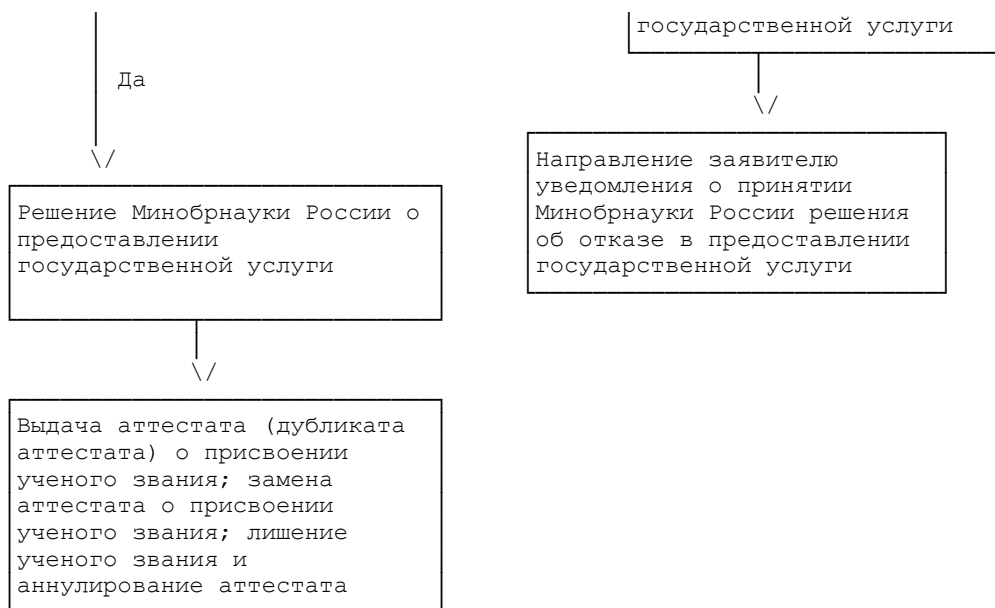 государственной услуги
Да
Направление заявителю
уведомления о принятии
Минобрнауки России решения
об отказе в предоставлении
государственной услуги
Решение Минобрнауки России о
предоставлении
государственной услуги
Выдача аттестата (дубликата
аттестата) о присвоении
ученого звания; замена
аттестата о присвоении
ученого звания; лишение
ученого звания и
аннулирование аттестата